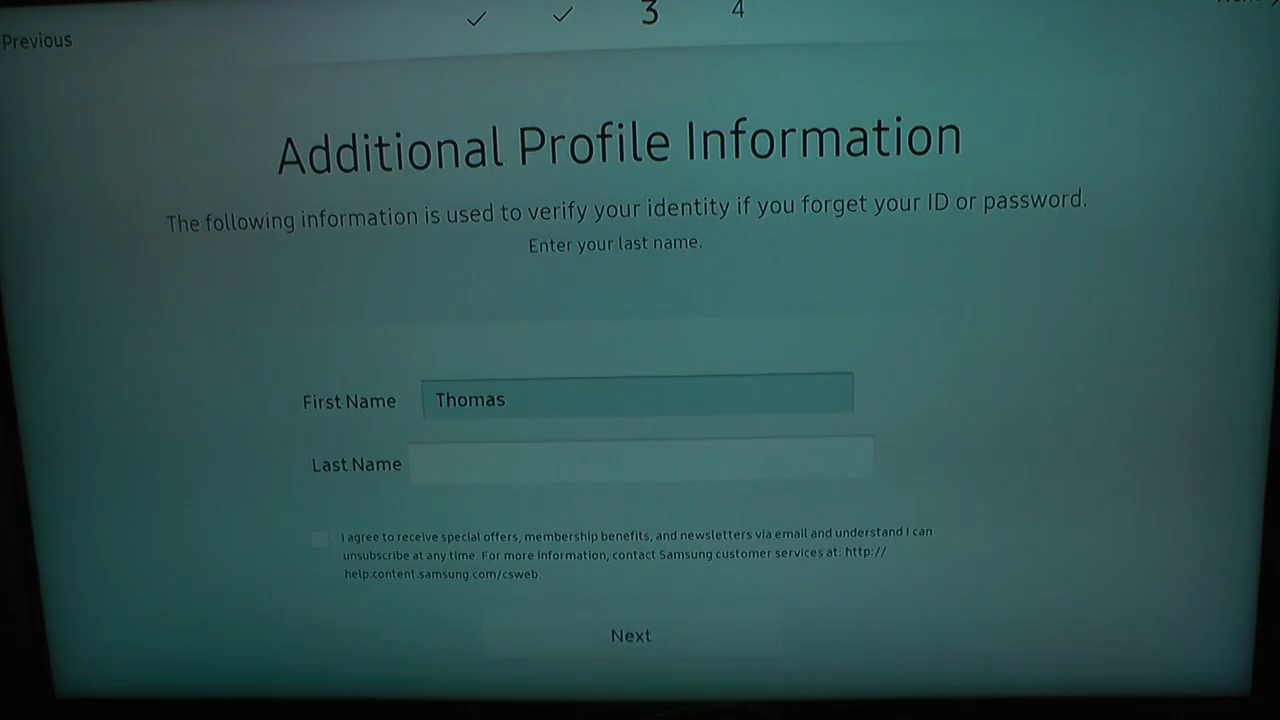 3 4
Previous
Additional Profile Information
The following information is used to verify your identity if you forget your ID or password.
Enter your last name.
First Name Thomas
Last Name
I agree to receive special offers, membership benefits, and newsletters via email and understand I can
unsubscribe at any time. For more information, contact Samsung customer services at: http://
help.content.samsung.com/csweb.
Next